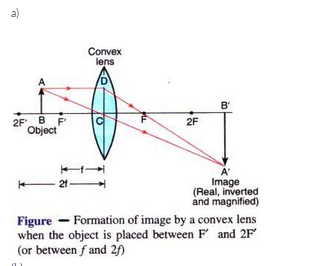 a)
Convex
lens
A
D
B'
2F' B F'
C
F
2F
Object
f
2f
A'
Image
(Real, inverted
and magnified)
Figure — Formation of image by a convex lens
when the object is placed between F' and 2F'
(or between f and 2f)